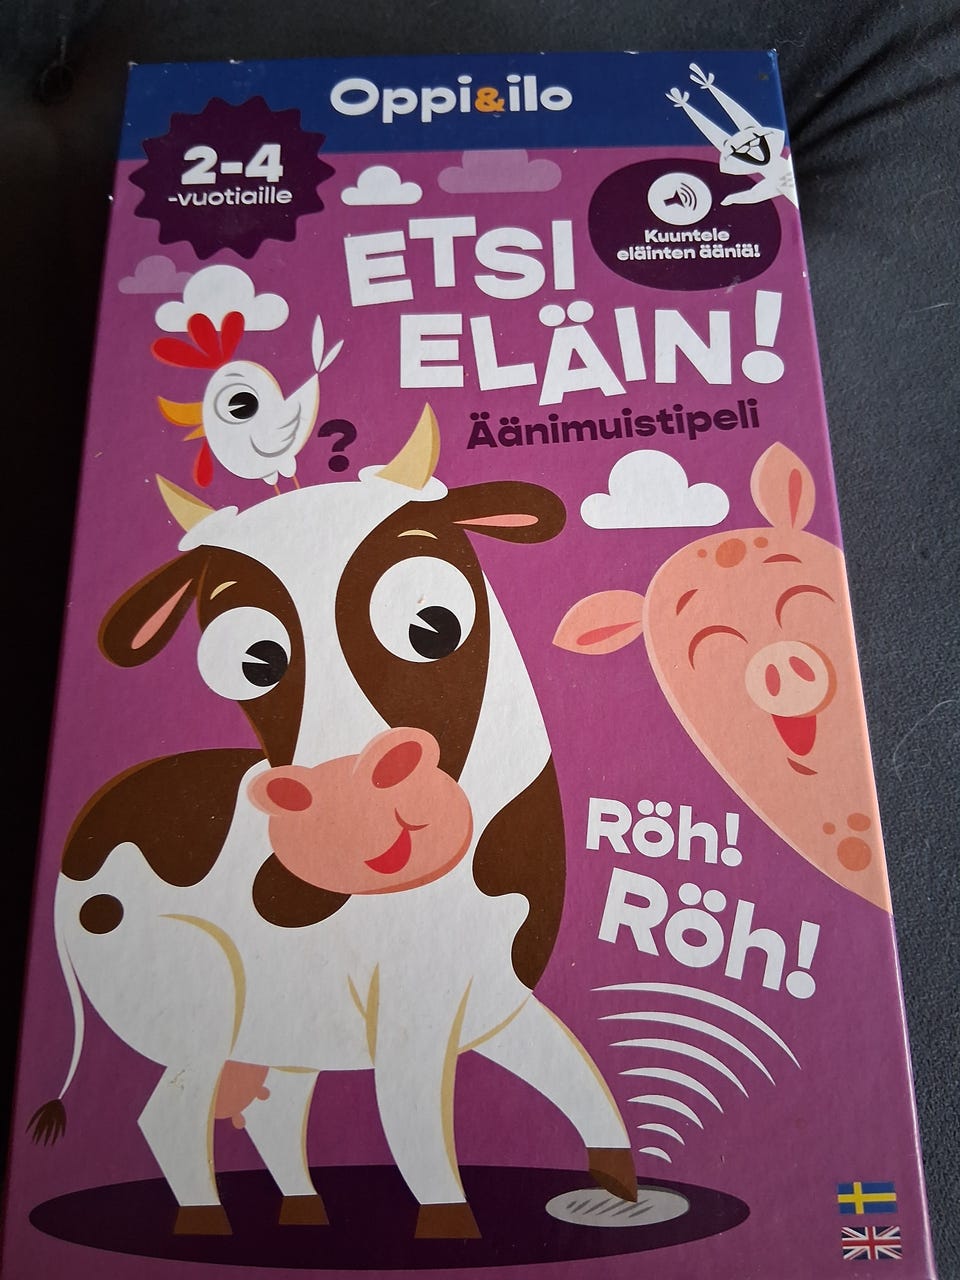 Oppi&ilo
2-4
-vuotiaille
Kuuntele
eläinten ääniä!
ETSI
ELÄIN!
Äänimuistipeli
?
Röh!
Röh!